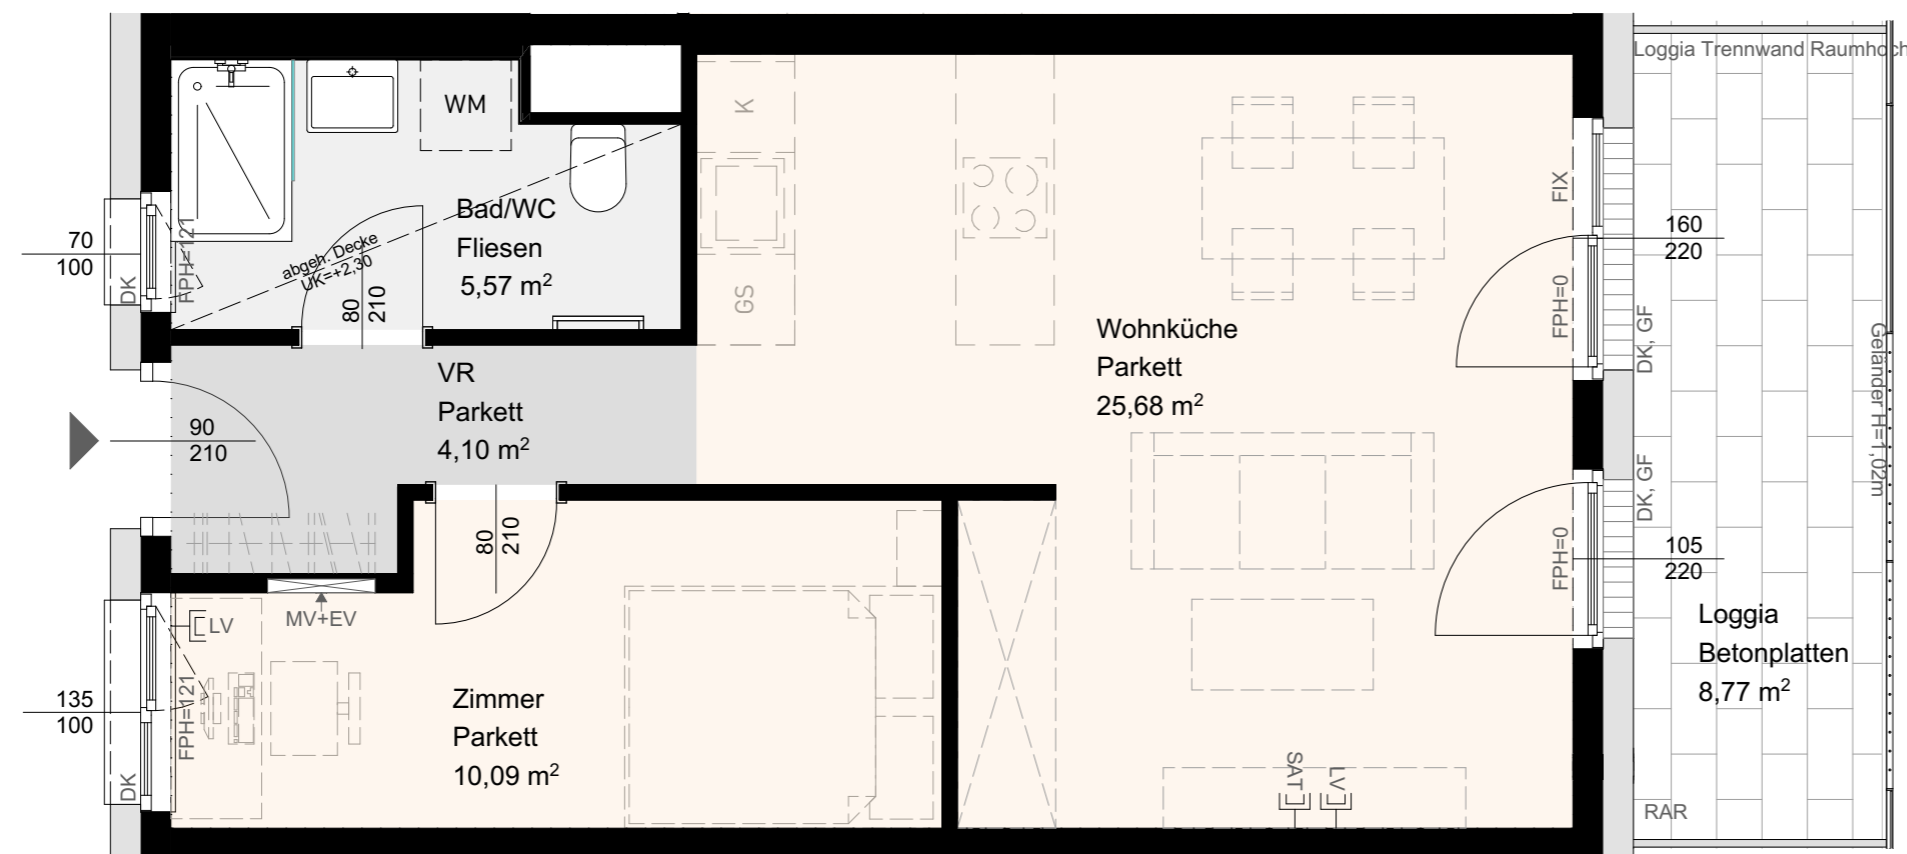 Loggia Trennwand Raumhoch
WM
K
Bad/WC
Fliesen
5,57 m²
abgeh. Decke
UK=+2,30
70
100
DK
FPH=121
80
210
GS
FIX
160
220
FPH=0
DK, GF
Geländer H=1,02m
Wohnküche
Parkett
25,68 m²
VR
Parkett
4,10 m²
90
210
80
210
DK, GF
FPH=0
105
220
Loggia
Betonplatten
8,77 m²
LV
MV+EV
135
100
DK
FPH=121
Zimmer
Parkett
10,09 m²
SAT
LV
RAR